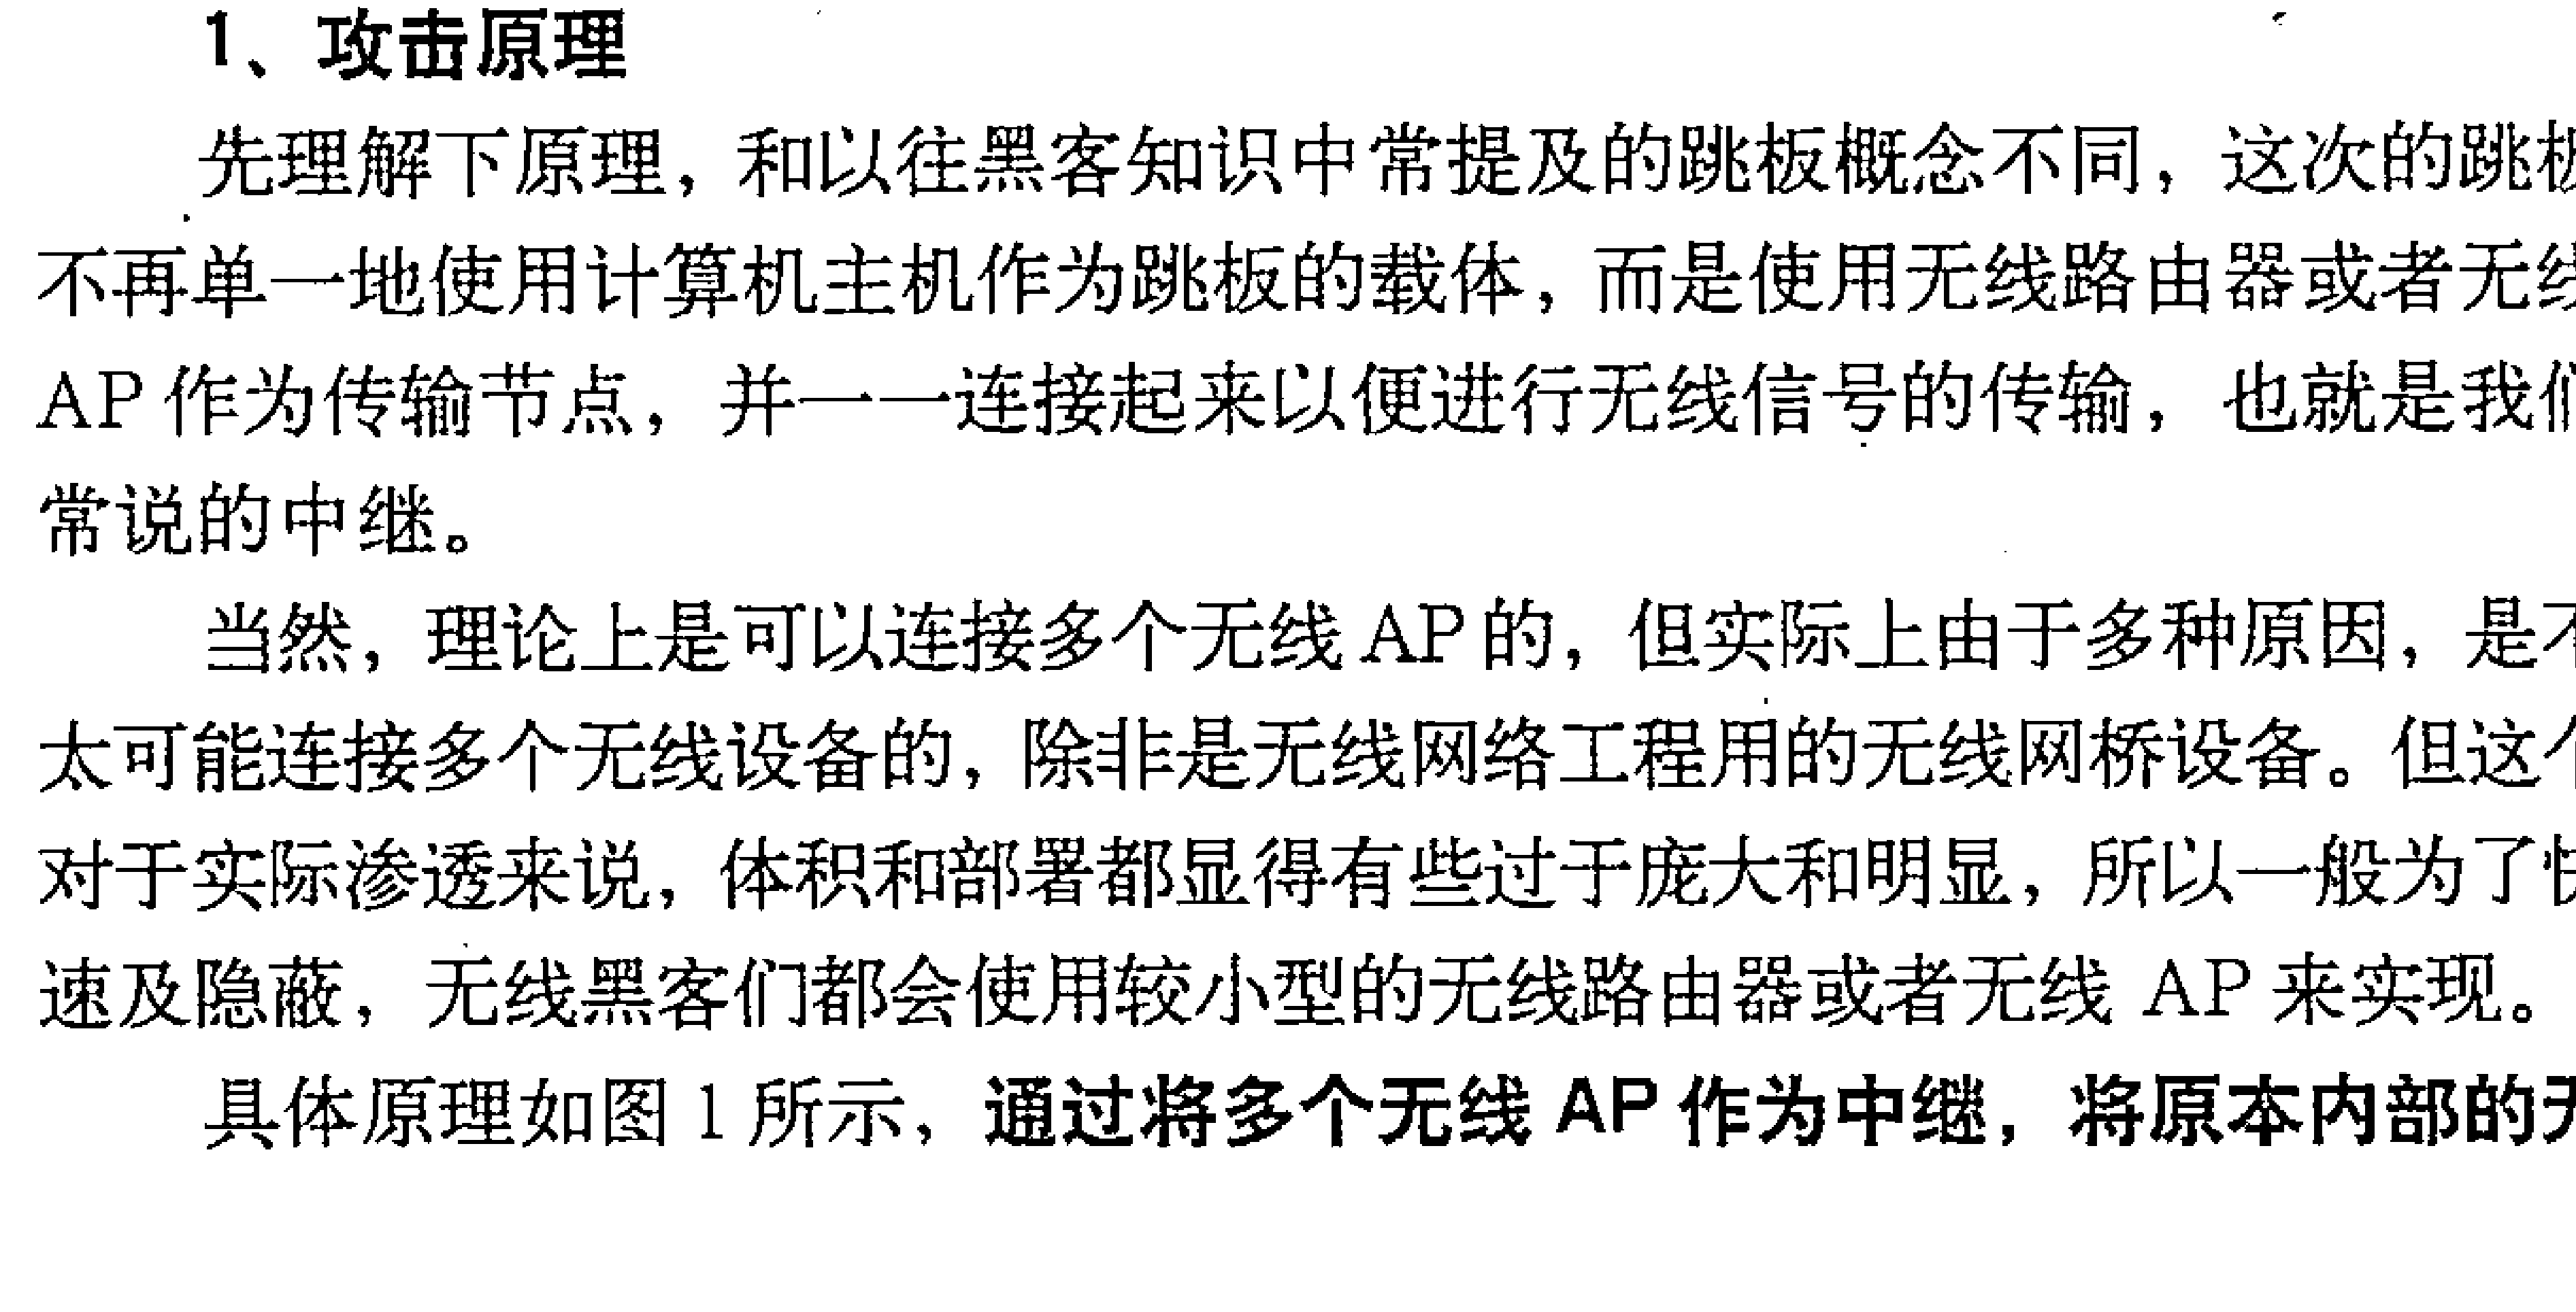 1、攻击原理
先理解下原理，和以往黑客知识中常提及的跳板概念不同，这次的跳板
不再单一地使用计算机主机作为跳板的载体，而是使用无线路由器或者无线
AP 作为传输节点，并一一连接起来以便进行无线信号的传输，也就是我们
常说的中继。
当然，理论上是可以连接多个无线 AP 的，但实际上由于多种原因，是不
太可能连接多个无线设备的，除非是无线网络工程用的无线网桥设备。但这个
对于实际渗透来说，体积和部署都显得有些过于庞大和明显，所以一般为了快
速及隐蔽，无线黑客们都会使用较小型的无线路由器或者无线 AP 来实现。
具体原理如图 1 所示，通过将多个无线 AP 作为中继，将原本内部的无